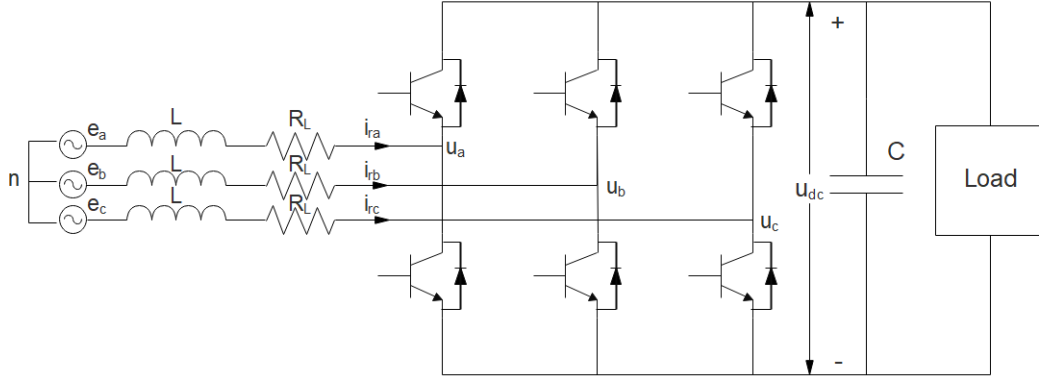 +
e_a L R_L i_ra u_a
n e_b L R_L i_rb u_b u_dc C Load
e_c L R_L i_rc u_c
-